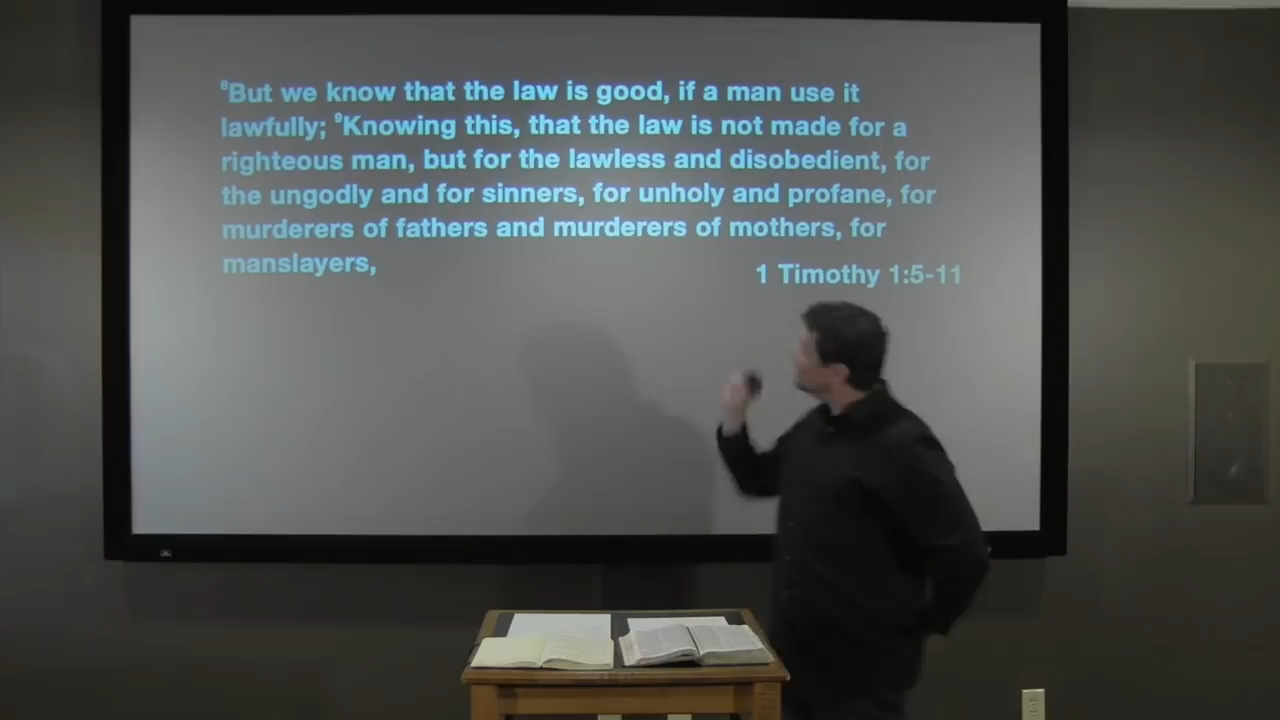 ⁸But we know that the law is good, if a man use it
lawfully; ⁹Knowing this, that the law is not made for a
righteous man, but for the lawless and disobedient, for
the ungodly and for sinners, for unholy and profane, for
murderers of fathers and murderers of mothers, for
manslayers,
1 Timothy 1:5-11